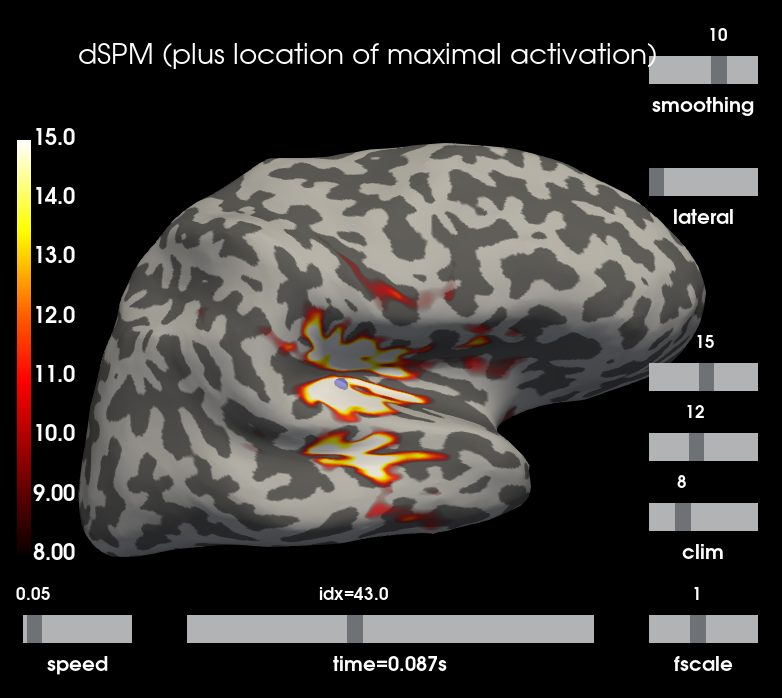 dSPM (plus location of maximal activation)
10
smoothing
lateral
15.0
14.0
13.0
12.0
11.0
10.0
9.00
8.00
15
12
8
clim
0.05
speed
idx=43.0
time=0.087s
1
fscale